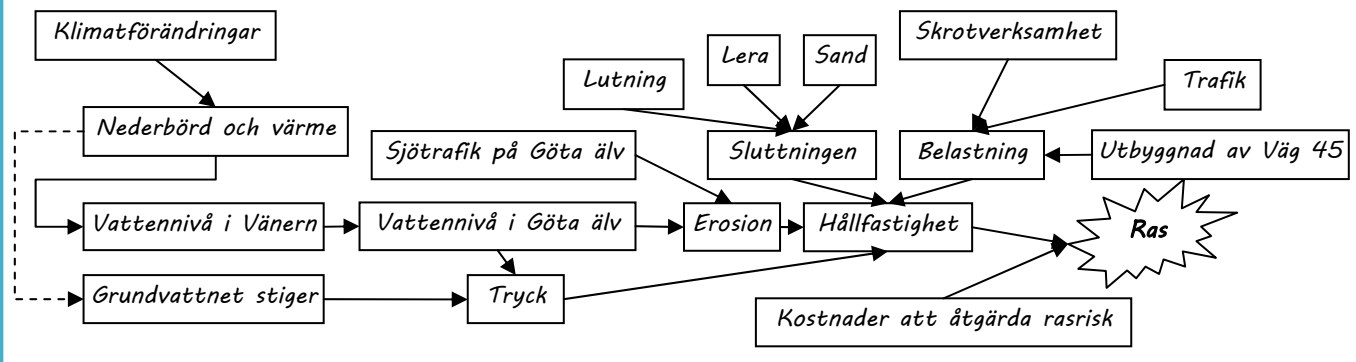 Klimatförändringar
Skrotverksamhet
Lera
Sand
Lutning
Trafik
Nederbörd och värme
Sjötrafik på Göta älv
Sluttningen
Belastning
Utbyggnad av Väg 45
Vattennivå i Vänern
Vattennivå i Göta älv
Erosion
Hållfastighet
Ras
Grundvattnet stiger
Tryck
Kostnader att åtgärda rasrisk